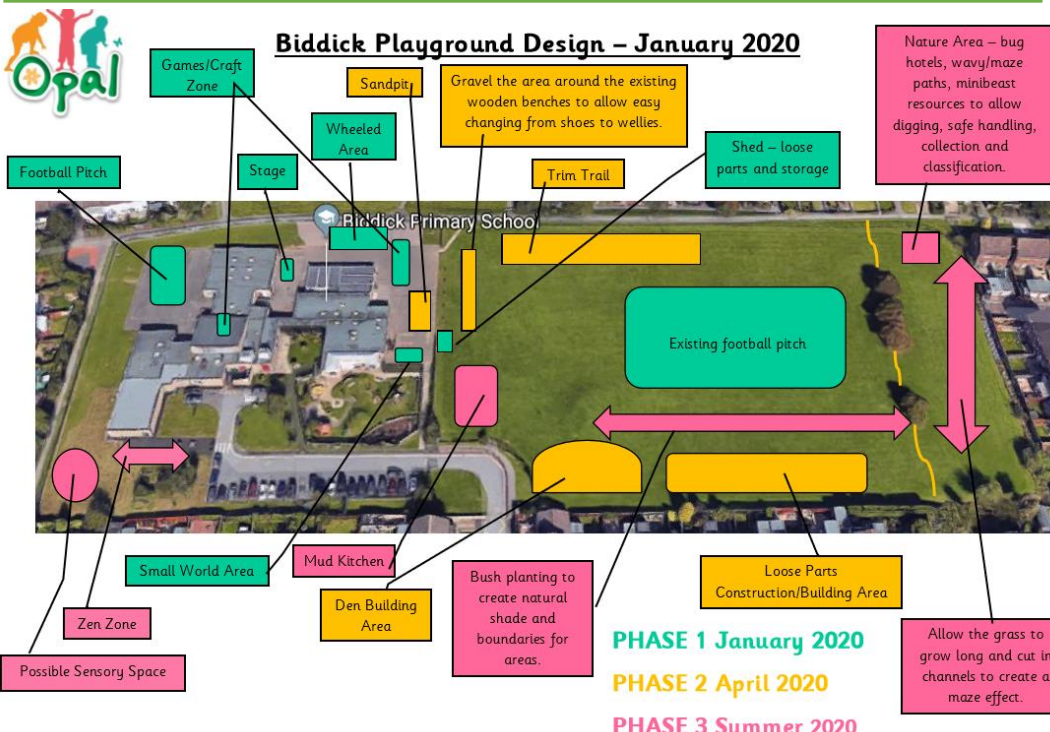 Opal
Biddick Playground Design – January 2020
Games/Craft
Zone
Sandpit
Gravel the area around the existing
wooden benches to allow easy
changing from shoes to wellies.
Nature Area – bug
hotels, wavy/maze
paths, minibeast
resources to allow
digging, safe handling,
collection and
classification.
Wheeled
Area
Football Pitch
Stage
Trim Trail
Shed – loose
parts and storage
Biddick Primary School
Existing football pitch
Small World Area
Mud Kitchen
Den Building
Area
Bush planting to
create natural
shade and
boundaries for
areas.
Loose Parts
Construction/Building Area
Zen Zone
Possible Sensory Space
Allow the grass to
grow long and cut in
channels to create a
maze effect.
PHASE 1 January 2020
PHASE 2 April 2020
PHASE 3 Summer 2020